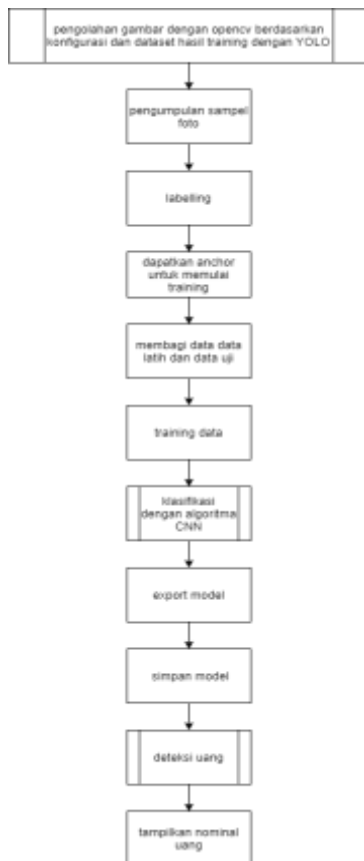 pengolahan gambar dengan opencv berdasarkan
konfigurasi dan dataset hasil training dengan YOLO
pengumpulan sampel
foto
labelling
dapatkan anchor
untuk memulai
training
membagi data data
latih dan data uji
training data
klasifikasi
dengan algoritma
CNN
export model
simpan model
deteksi uang
tampilkan nominal
uang